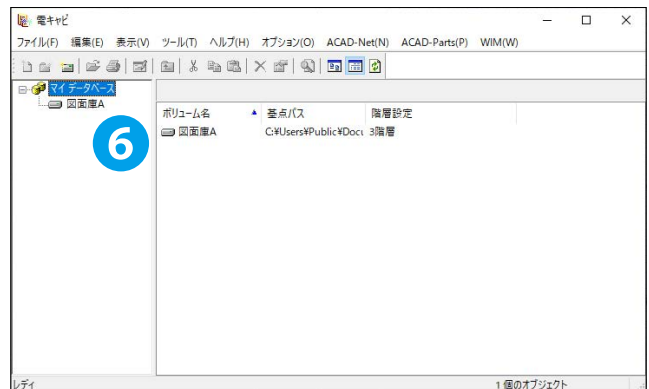 電キャビ
ファイル(F) 編集(E) 表示(V) ツール(T) ヘルプ(H) オプション(O) ACAD-Net(N) ACAD-Parts(P) WIM(W)
マイ データベース
図面庫A
ボリューム名 基点パス 階層設定
図面庫A C:¥Users¥Public¥Docu 3階層
6
レディ 1 個のオブジェクト